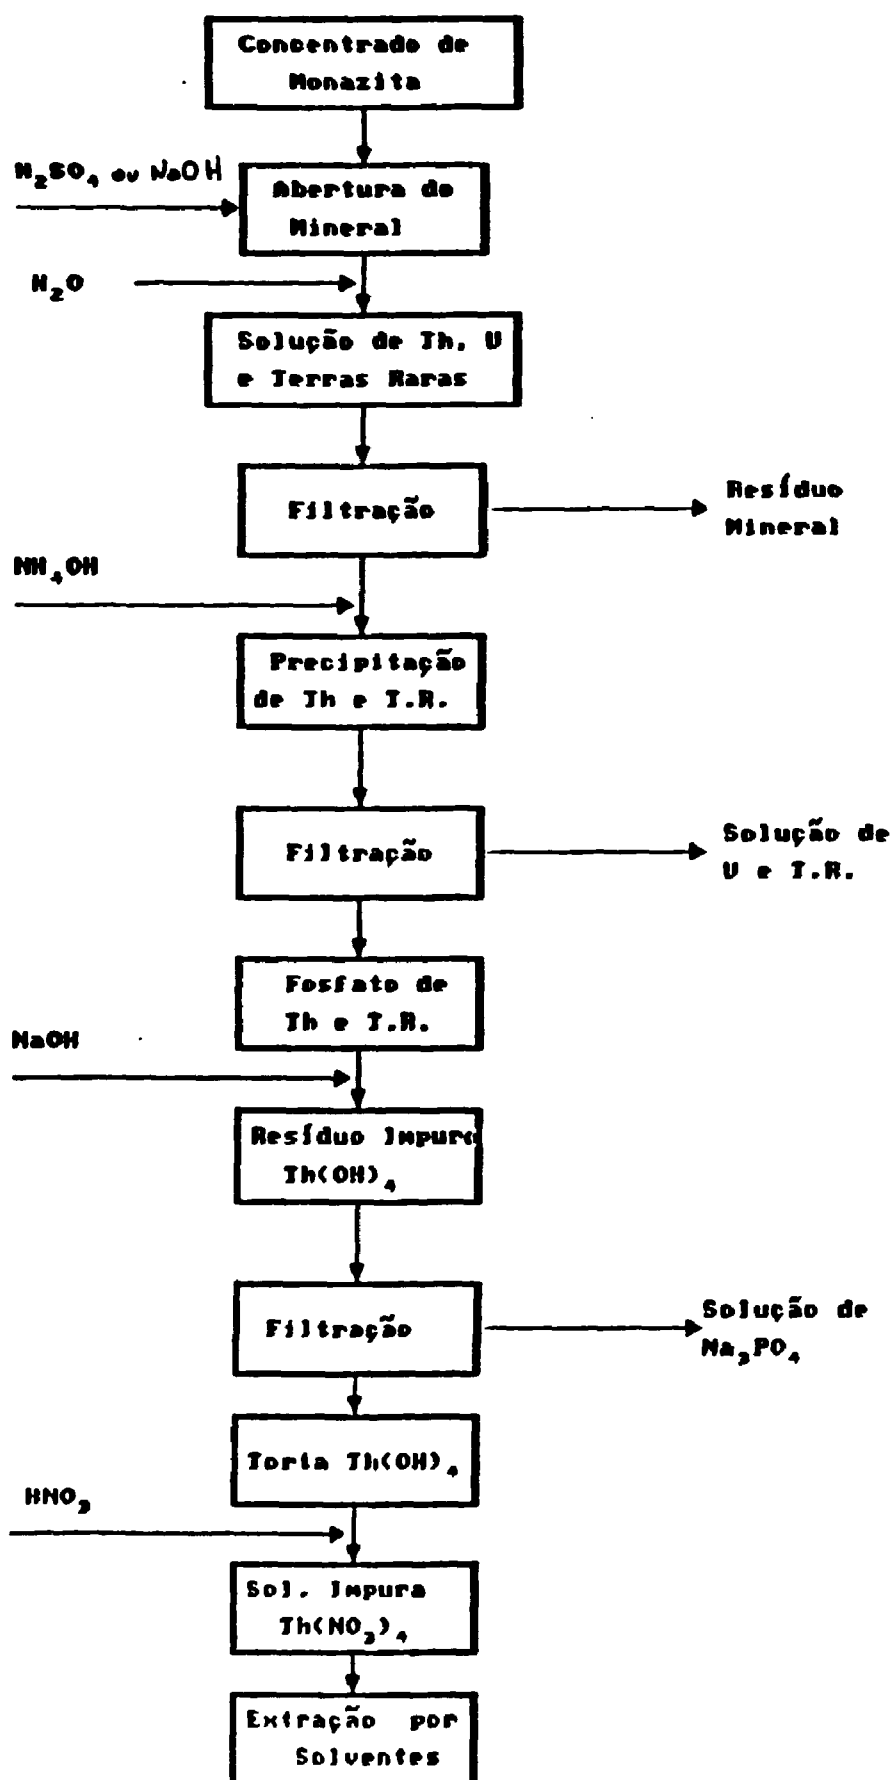 Concentrado de
Monazita
H₂SO₄ ou NaOH
Abertura do
Mineral
H₂O
Solução de Th, U
e Terras Raras
Filtração
Resíduo
Mineral
NH₄OH
Precipitação
de Th e T.R.
Filtração
Solução de
U e T.R.
Fosfato de
Th e T.R.
NaOH
Resíduo Impuro
Th(OH)₄
Filtração
Solução de
Na₃PO₄
Torta Th(OH)₄
HNO₃
Sol. Impura
Th(NO₃)₄
Extração por
Solventes